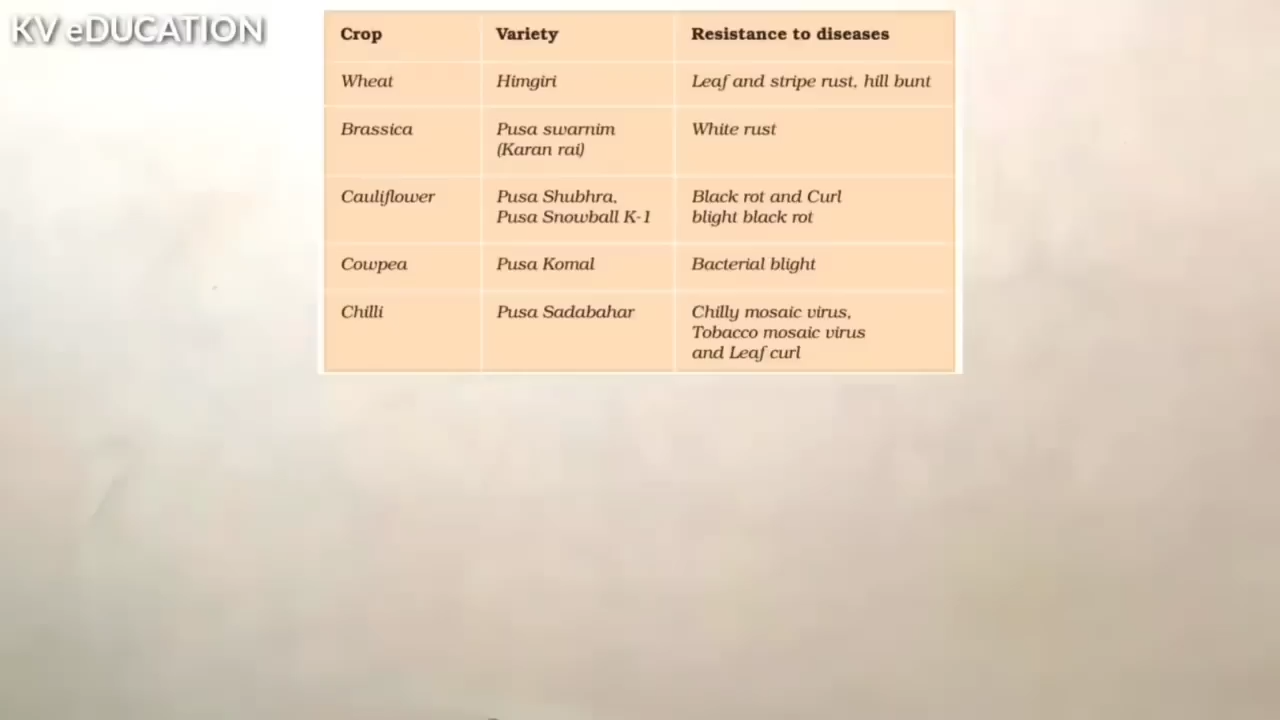 KV eDUCATION
Crop Variety Resistance to diseases
Wheat Himgiri Leaf and stripe rust, hill bunt
Brassica Pusa swarnim White rust
(Karan rai)
Cauliflower Pusa Shubhra, Black rot and Curl
Pusa Snowball K-1 blight black rot
Cowpea Pusa Komal Bacterial blight
Chilli Pusa Sadabahar Chilly mosaic virus,
Tobacco mosaic virus
and Leaf curl